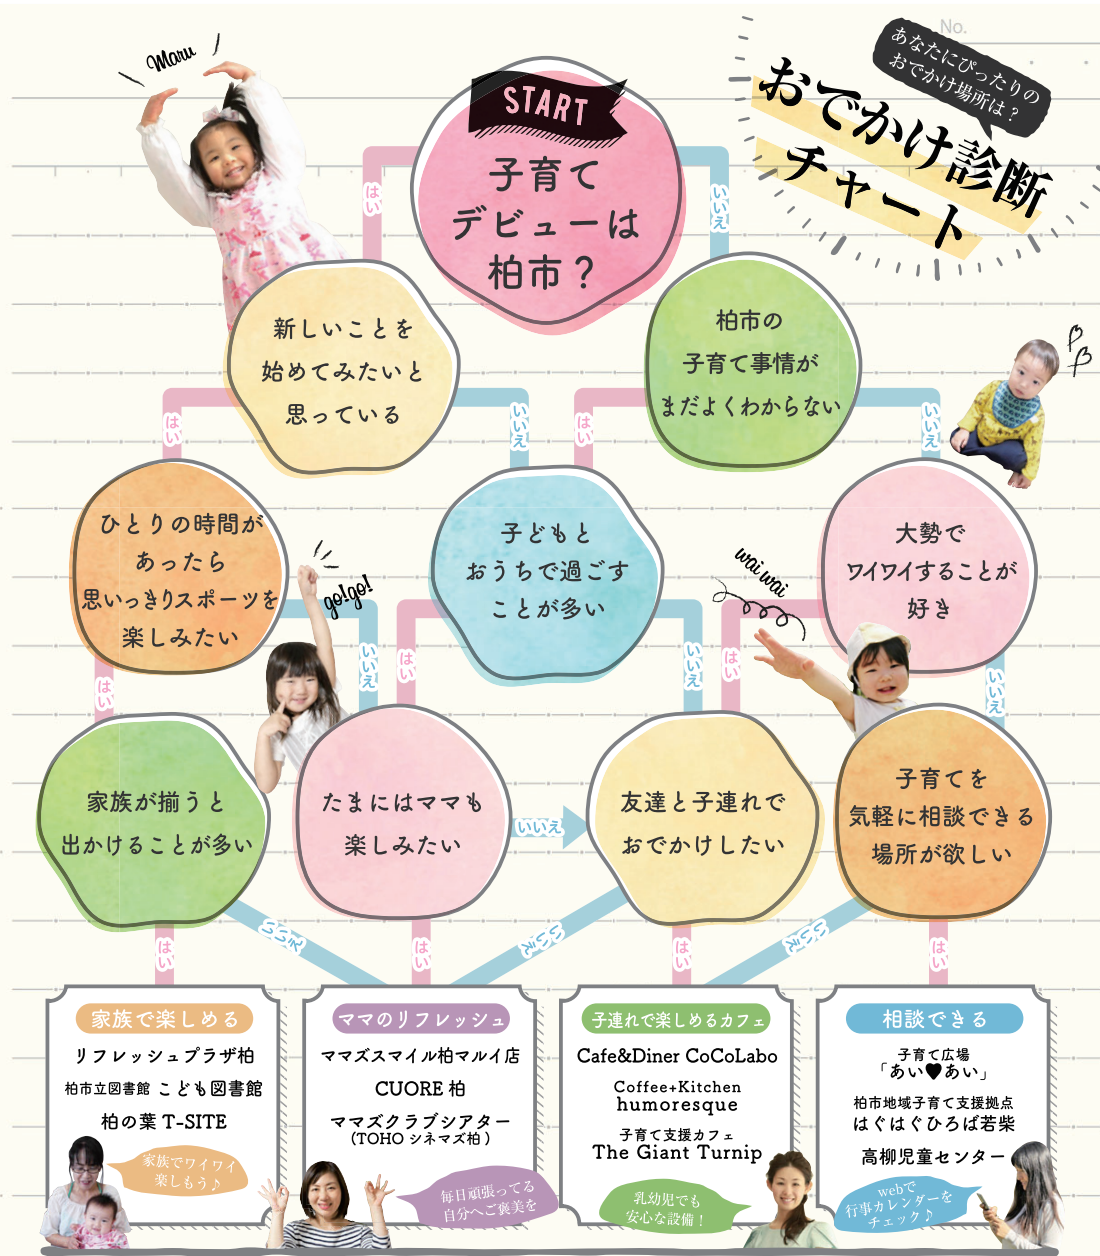 No.
あなたにぴったりの
おでかけ場所は？
おでかけ診断
チャート
Maru
START
子育て
デビューは
柏市？
はい
いいえ
新しいことを
始めてみたいと
思っている
柏市の
子育て事情が
まだよくわからない
はい
いいえ
はい
いいえ
ひとりの時間が
あったら
思いっきりスポーツを
楽しみたい
子どもと
おうちで過ごす
ことが多い
大勢で
ワイワイすることが
好き
go!go!
wai wai
はい
いいえ
はい
いいえ
はい
いいえ
家族が揃うと
出かけることが多い
たまにはママも
楽しみたい
いいえ
友達と子連れで
おでかけしたい
子育てを
気軽に相談できる
場所が欲しい
はい
いいえ
はい
いいえ
はい
いいえ
はい
家族で楽しめる
リフレッシュプラザ柏
柏市立図書館 こども図書館
柏の葉 T-SITE
家族でワイワイ
楽しもう♪
ママのリフレッシュ
ママズスマイル柏マルイ店
CUORE 柏
ママズクラブシアター
(TOHO シネマズ柏)
毎日頑張ってる
自分へご褒美を
子連れで楽しめるカフェ
Cafe&Diner CoCoLabo
Coffee+Kitchen
humoresque
子育て支援カフェ
The Giant Turnip
乳幼児でも
安心な設備！
相談できる
子育て広場
「あい♥あい」
柏市地域子育て支援拠点
はぐはぐひろば若柴
高柳児童センター
webで
行事カレンダーを
チェック♪